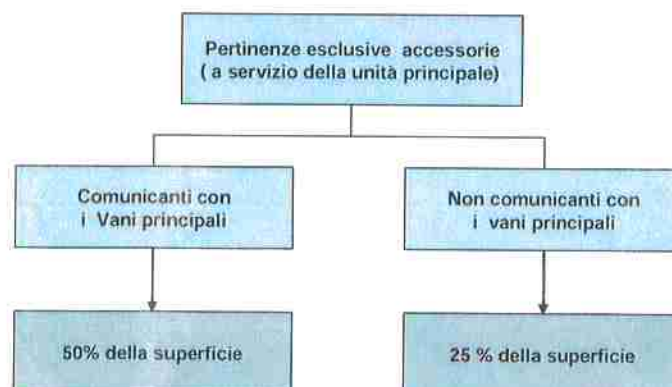 Pertinenze esclusive accessorie
( a servizio della unità principale)
Comunicanti con
i Vani principali
Non comunicanti con
i vani principali
50% della superficie
25 % della superficie